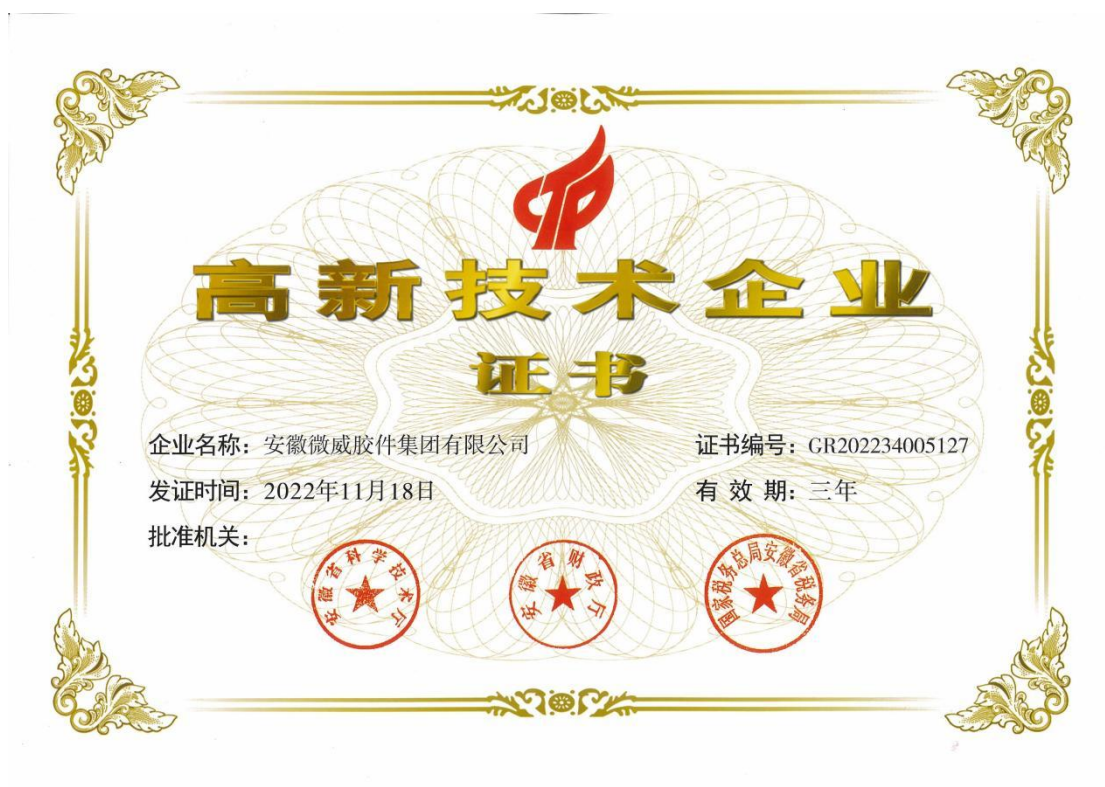 高新技术企业
证书
企业名称：安徽微威胶件集团有限公司
证书编号：GR202234005127
发证时间：2022年11月18日
有效期：三年
批准机关：
安徽省科学技术厅
安徽省财政厅
国家税务总局安徽省税务局